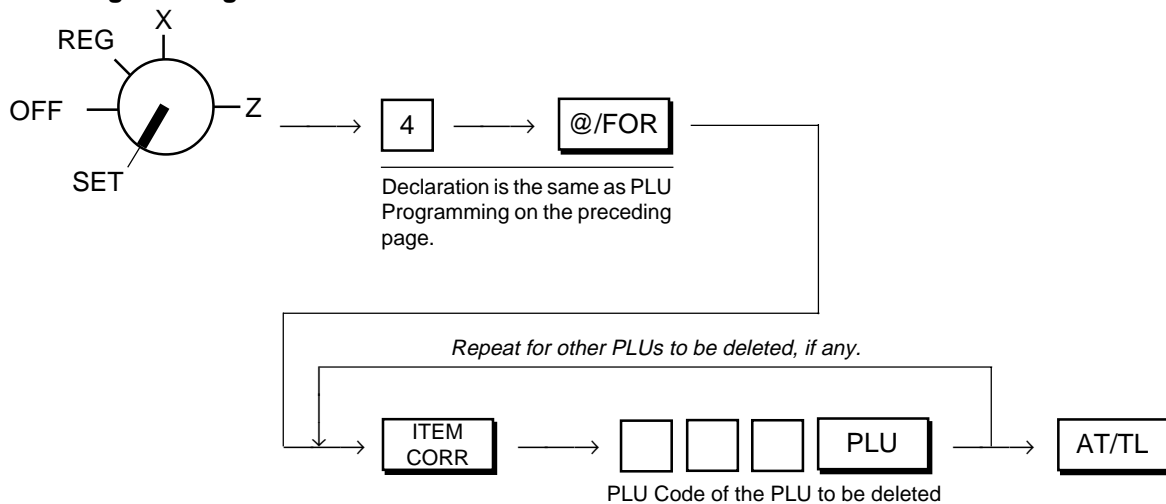 X
REG
OFF
Z
SET
4
@/FOR
Declaration is the same as PLU
Programming on the preceding
page.
Repeat for other PLUs to be deleted, if any.
ITEM
CORR
PLU
AT/TL
PLU Code of the PLU to be deleted